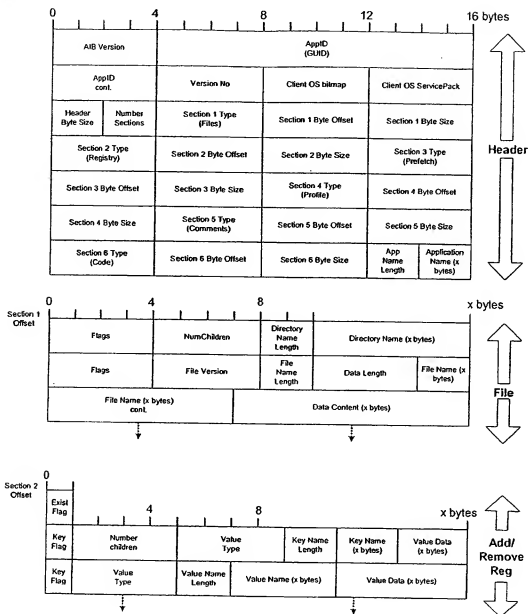 0 4 8 12 16 bytes
AIB Version
AppID
(GUID)
AppID
cont.
Version No
Client OS bitmap
Client OS ServicePack
Header
Byte Size
Number
Sections
Section 1 Type
(Files)
Section 1 Byte Offset
Section 1 Byte Size
Section 2 Type
(Registry)
Section 2 Byte Offset
Section 2 Byte Size
Section 3 Type
(Prefetch)
Section 3 Byte Offset
Section 3 Byte Size
Section 4 Type
(Profile)
Section 4 Byte Offset
Section 4 Byte Size
Section 5 Type
(Comments)
Section 5 Byte Offset
Section 5 Byte Size
Section 6 Type
(Code)
Section 6 Byte Offset
Section 6 Byte Size
App
Name
Length
Application
Name (x
bytes)
Header
Section 1
Offset
0 4 8 x bytes
Flags
NumChildren
Directory
Name
Length
Directory Name (x bytes)
Flags
File Version
File
Name
Length
Data Length
File Name (x
bytes)
File Name (x bytes)
cont.
Data Content (x bytes)
File
Section 2
Offset
0
Exist
Flag
4 8 x bytes
Key
Flag
Number
children
Value
Type
Key Name
Length
Key Name
(x bytes)
Value Data
(x bytes)
Key
Flag
Value
Type
Value Name
Length
Value Name (x bytes)
Value Data (x bytes)
Add/
Remove
Reg